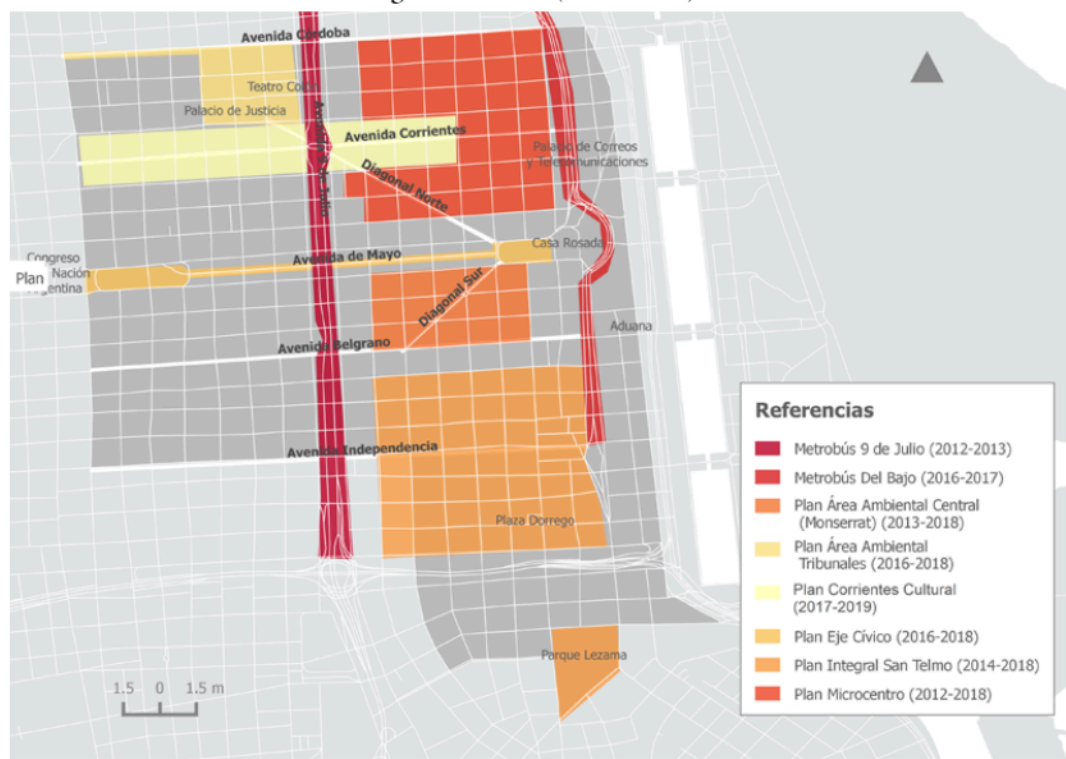 Avenida Córdoba
Teatro Colón
Palacio de Justicia
Avenida 9 de Julio
Avenida Corrientes
Palacio de Correos
y Telecomunicaciones
Diagonal Norte
Casa Rosada
Avenida de Mayo
Congreso
Plan Nación
Argentina
Diagonal Sur
Aduana
Avenida Belgrano
Avenida Independencia
Plaza Dorrego
Parque Lezama
1.5 0 1.5 m
Referencias
Metrobús 9 de Julio (2012-2013)
Metrobús Del Bajo (2016-2017)
Plan Área Ambiental Central
(Monserrat) (2013-2018)
Plan Área Ambiental
Tribunales (2016-2018)
Plan Corrientes Cultural
(2017-2019)
Plan Eje Cívico (2016-2018)
Plan Integral San Telmo (2014-2018)
Plan Microcentro (2012-2018)